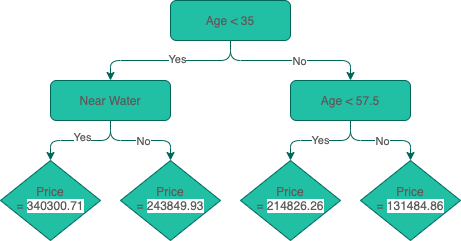 Age < 35
Yes
No
Near Water
Age < 57.5
Yes
No
Yes
No
Price
= 340300.71
Price
= 243849.93
Price
= 214826.26
Price
= 131484.86